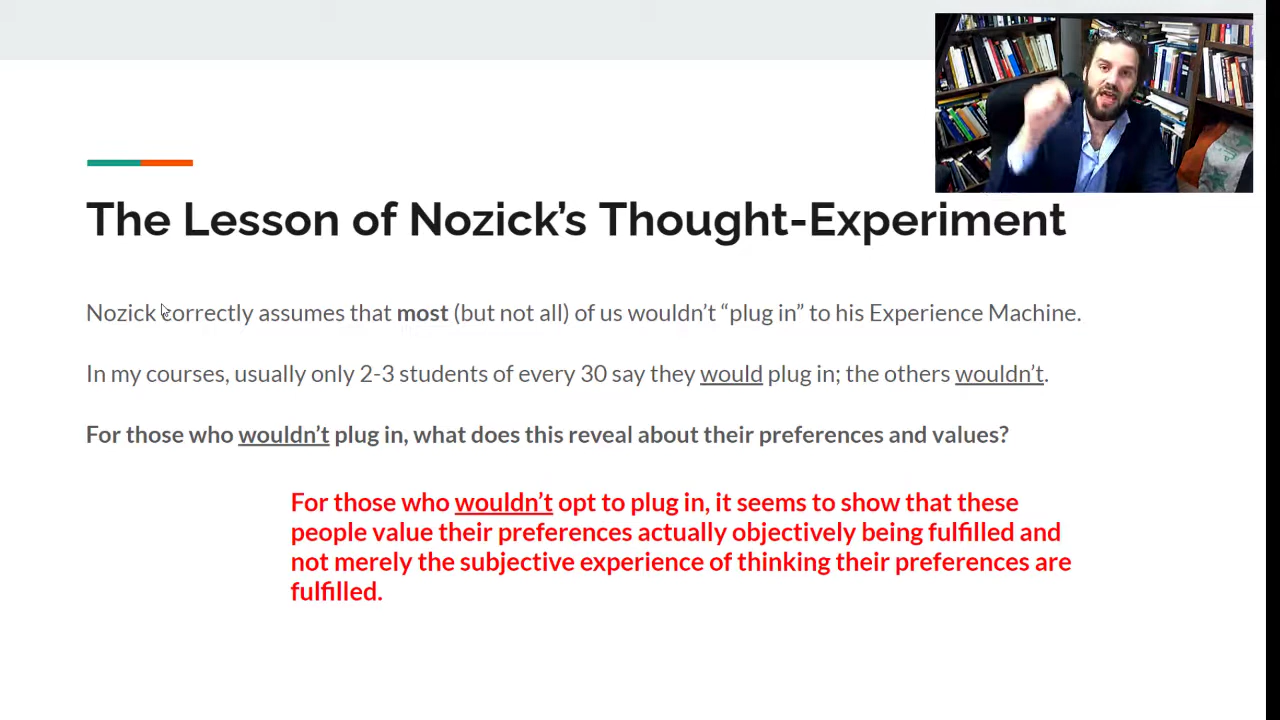 The Lesson of Nozick’s Thought-Experiment
Nozick correctly assumes that most (but not all) of us wouldn’t “plug in” to his Experience Machine.
In my courses, usually only 2-3 students of every 30 say they would plug in; the others wouldn’t.
For those who wouldn’t plug in, what does this reveal about their preferences and values?
For those who wouldn’t opt to plug in, it seems to show that these
people value their preferences actually objectively being fulfilled and
not merely the subjective experience of thinking their preferences are
fulfilled.